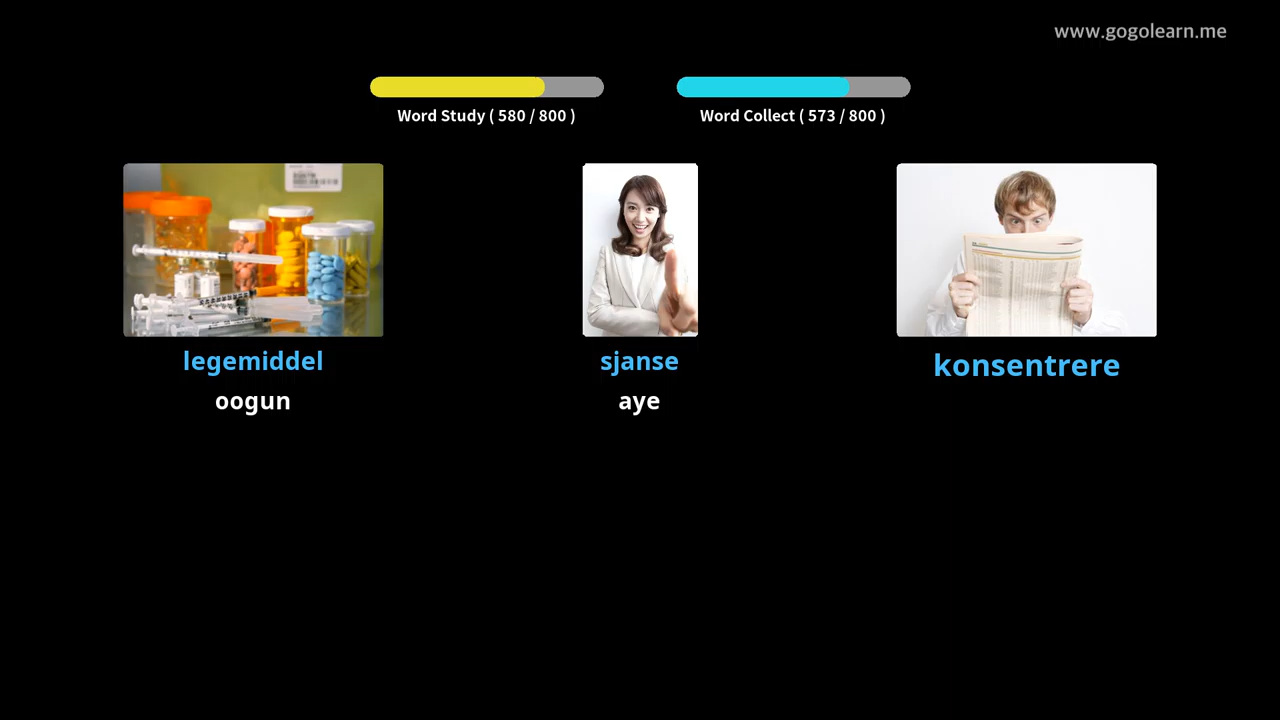 www.gogolearn.me
Word Study ( 580 / 800 )
Word Collect ( 573 / 800 )
legemiddel
sjanse
konsentrere
oogun
aye